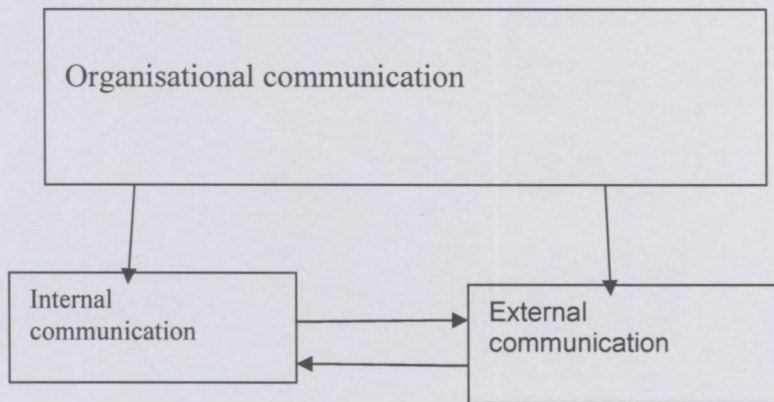 Organisational communication
Internal
communication
External
communication